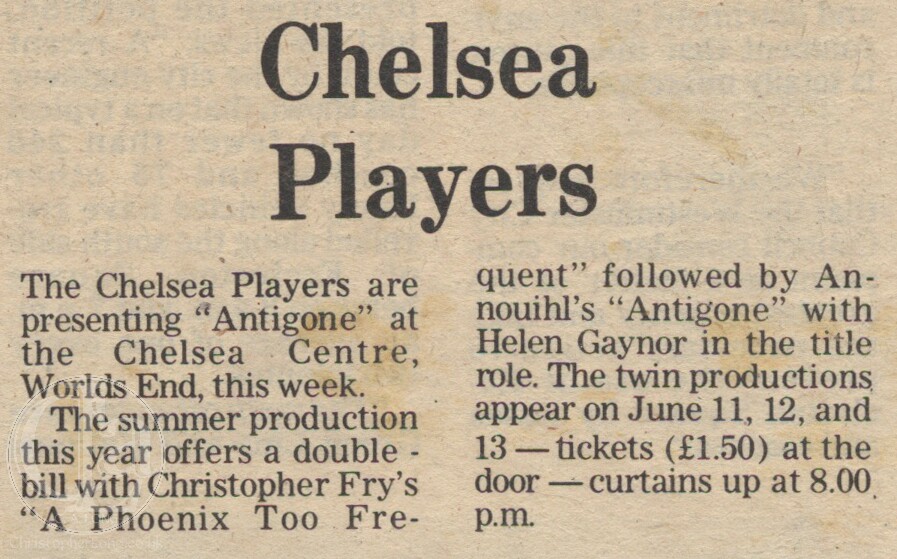 Chelsea
Players
The Chelsea Players are
presenting “Antigone” at
the Chelsea Centre,
Worlds End, this week.
The summer production
this year offers a double -
bill with Christopher Fry's
“A Phoenix Too Fre-
quent” followed by An-
nouihl's “Antigone” with
Helen Gaynor in the title
role. The twin productions
appear on June 11, 12, and
13 — tickets (£1.50) at the
door — curtains up at 8.00
p.m.